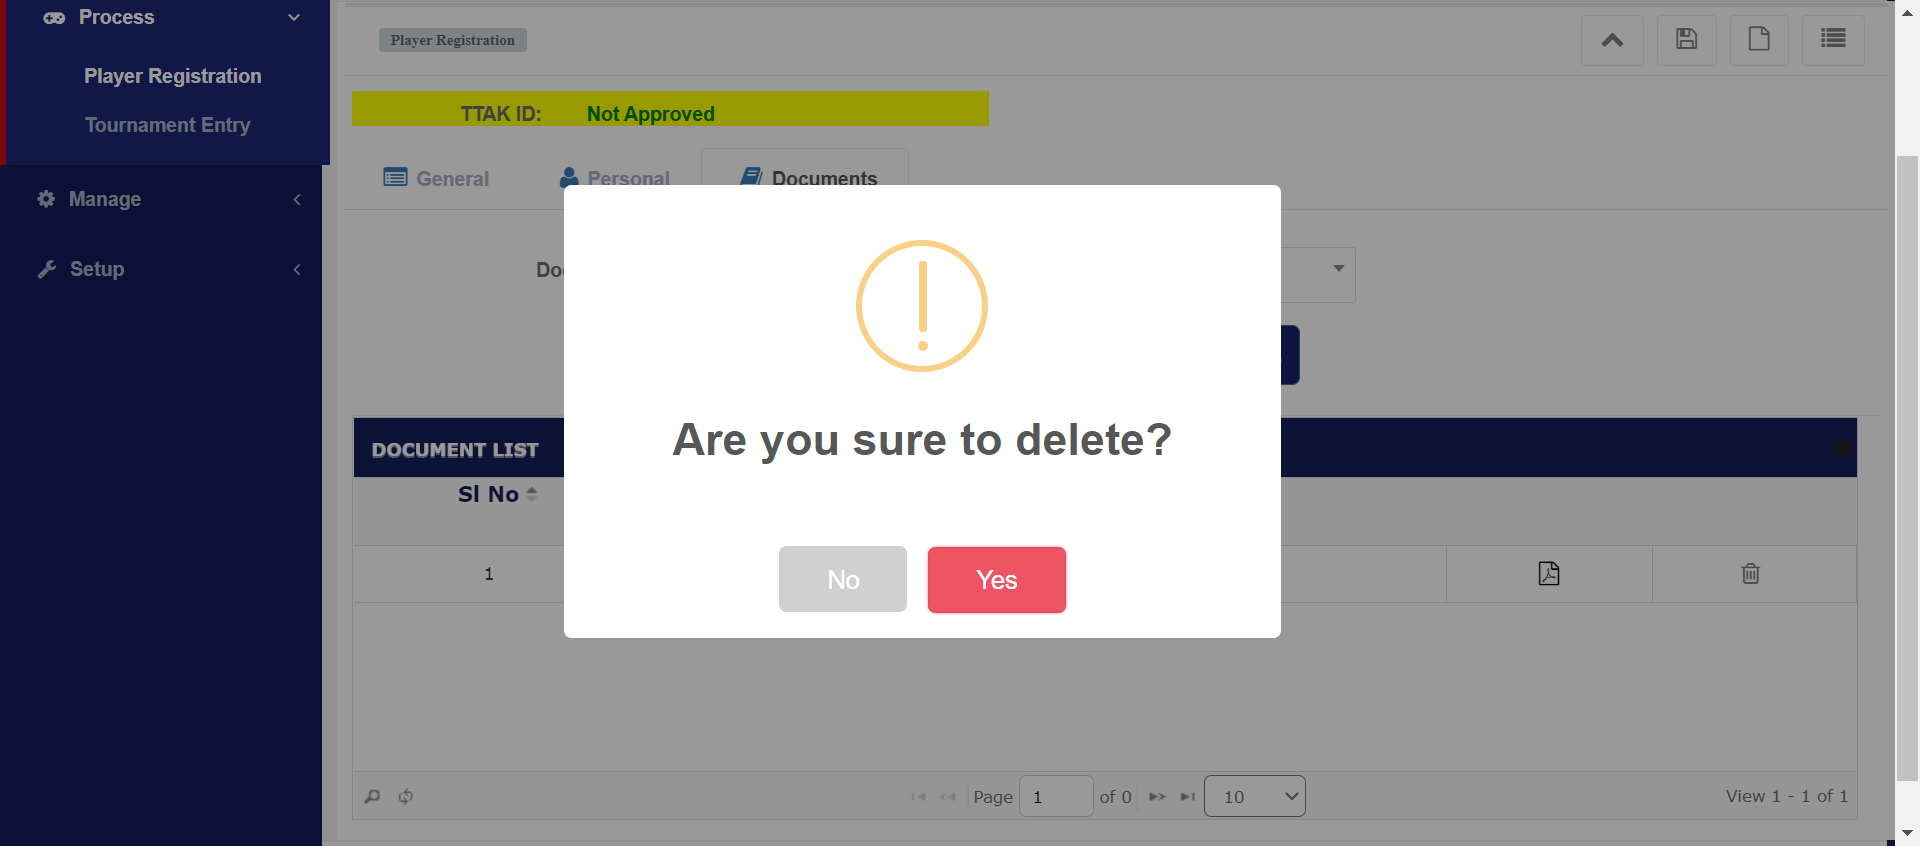 Process
Player Registration
Tournament Entry
Manage
Setup
Player Registration
TTAK ID: Not Approved
General Personal Documents
Are you sure to delete?
No Yes
DOCUMENT LIST
Sl No
1
Page 1 of 0 10 View 1 - 1 of 1